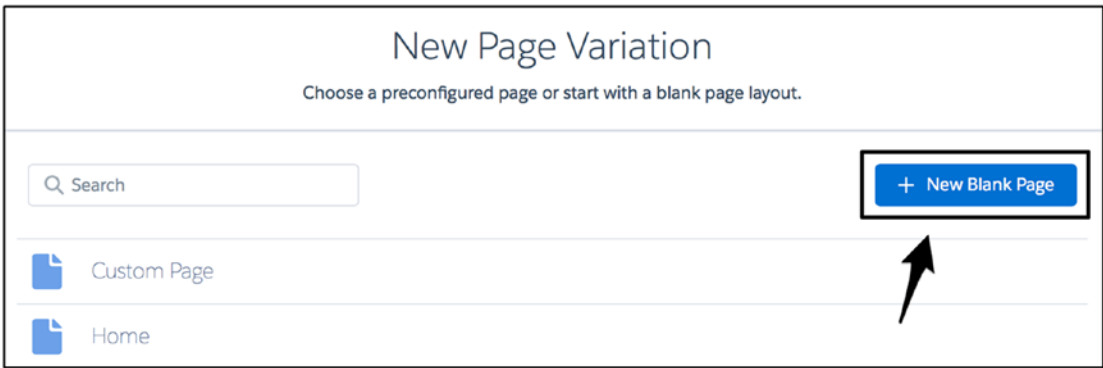 New Page Variation
Choose a preconfigured page or start with a blank page layout.
Search
+ New Blank Page
Custom Page
Home